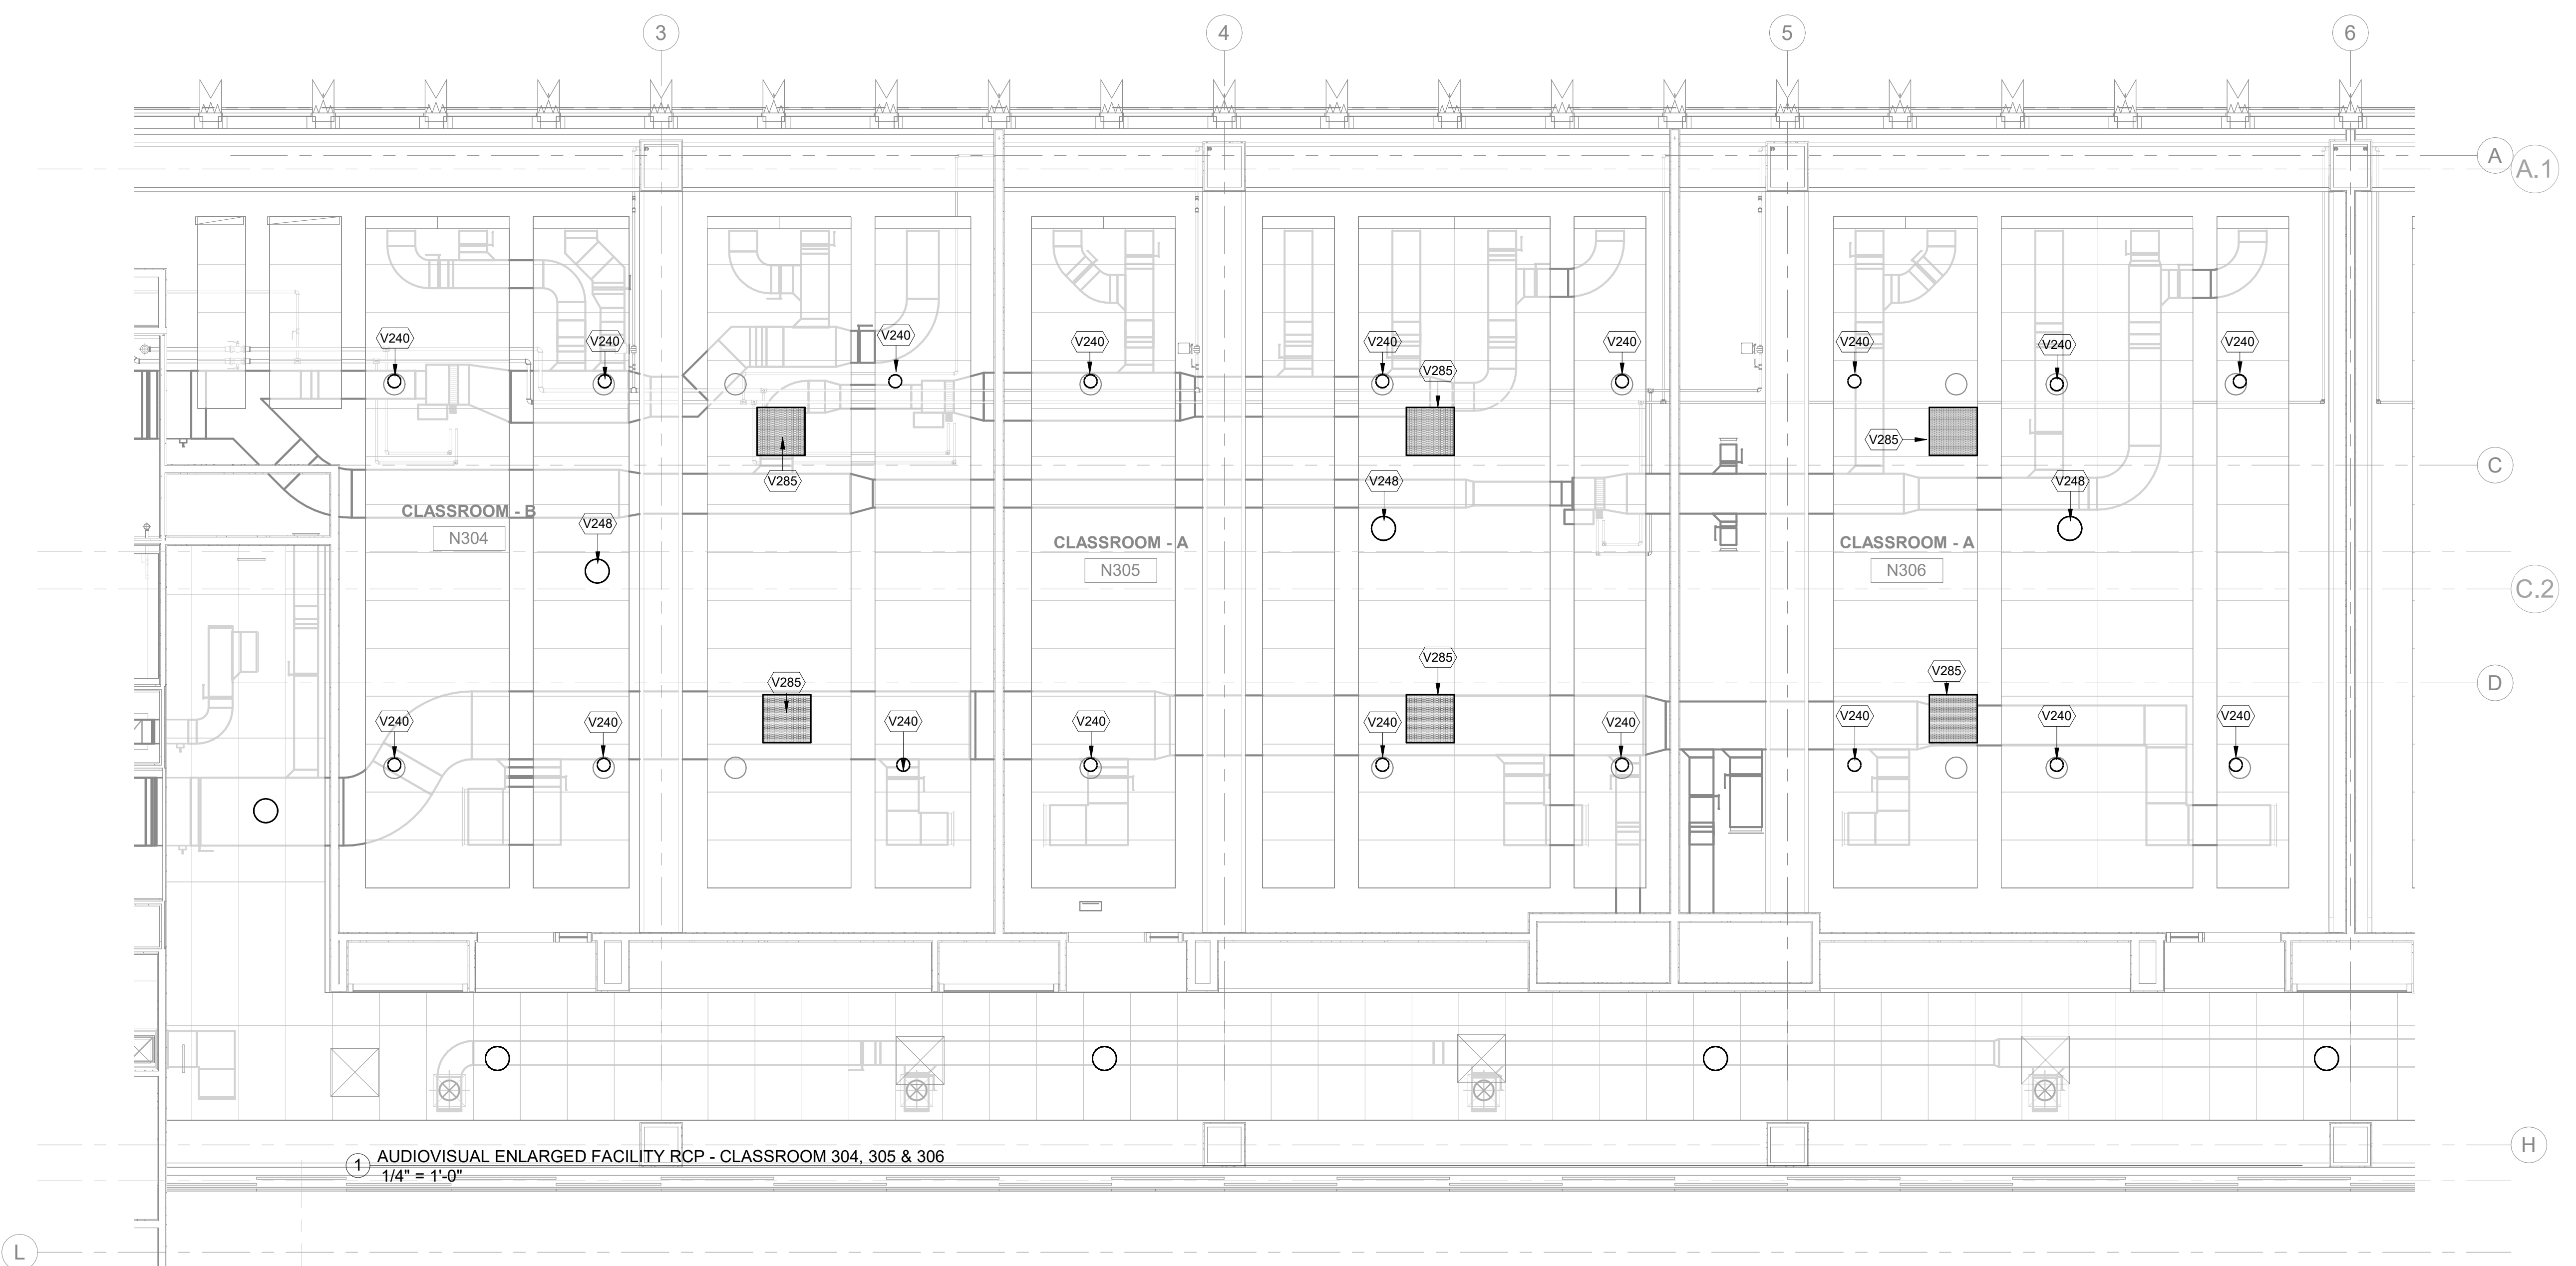 3 4 5 6
A
A.1
V240 V240 V240 V240 V240 V240 V240 V240 V240
V285
V285
C
V285 V248 V248
CLASSROOM - B
V248
N304
CLASSROOM - A CLASSROOM - A
N305 N306
C.2
V285
V285
V285
D
V240 V240 V240 V240 V240 V240 V240 V240 V240
H
1 AUDIOVISUAL ENLARGED FACILITY RCP - CLASSROOM 304, 305 & 306
1/4" = 1'-0"
L